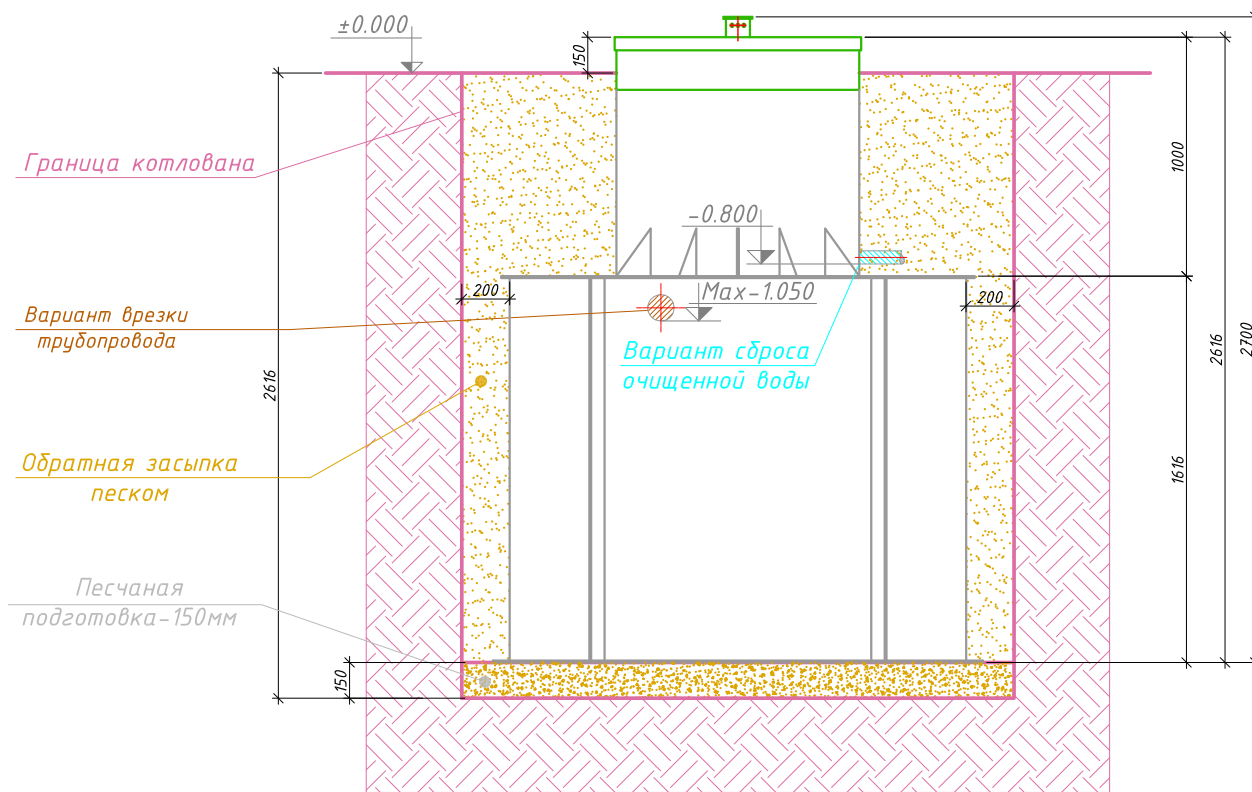 ±0.000
150
Граница котлована
1000
-0.800
200
Max-1.050
200
Вариант врезки
трубопровода
Вариант сброса
очищенной воды
2616
2616
2700
Обратная засыпка
песком
1616
Песчаная
подготовка-150мм
150